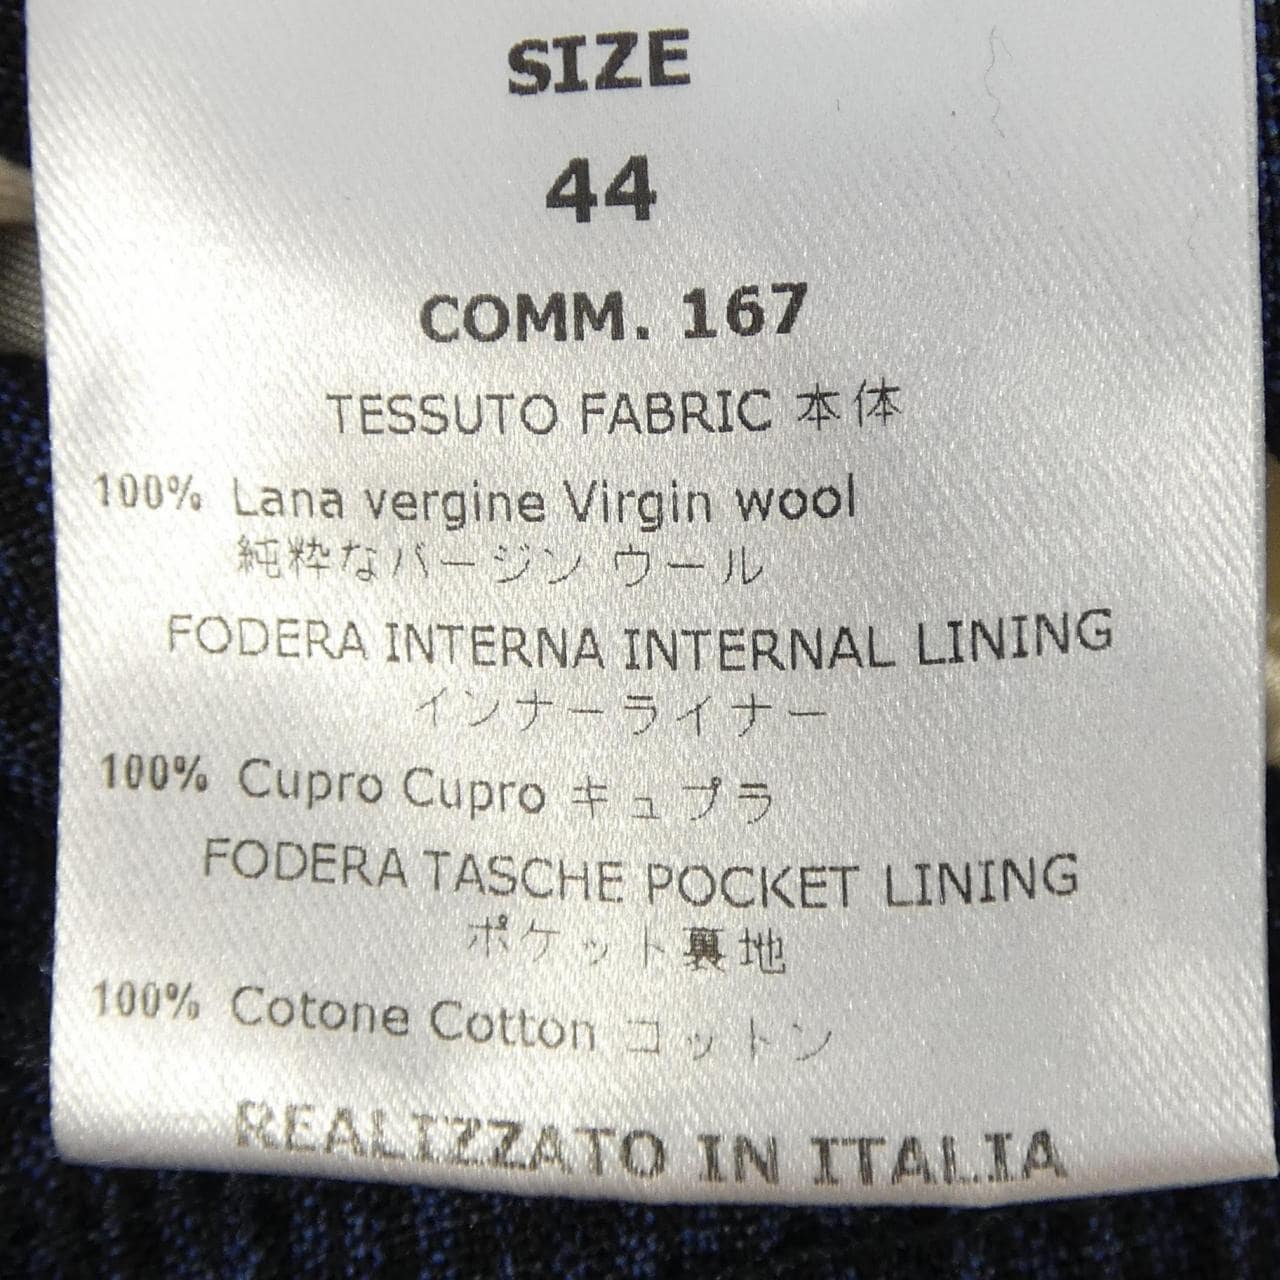 SIZE
44
COMM. 167
TESSUTO FABRIC 本体
100% Lana vergine Virgin wool
純粋なバージン ウール
FODERA INTERNA INTERNAL LINING
インナーライナー
100% Cupro Cupro キュプラ
FODERA TASCHE POCKET LINING
ポケット裏地
100% Cotone Cotton コットン
REALIZZATO IN ITALIA